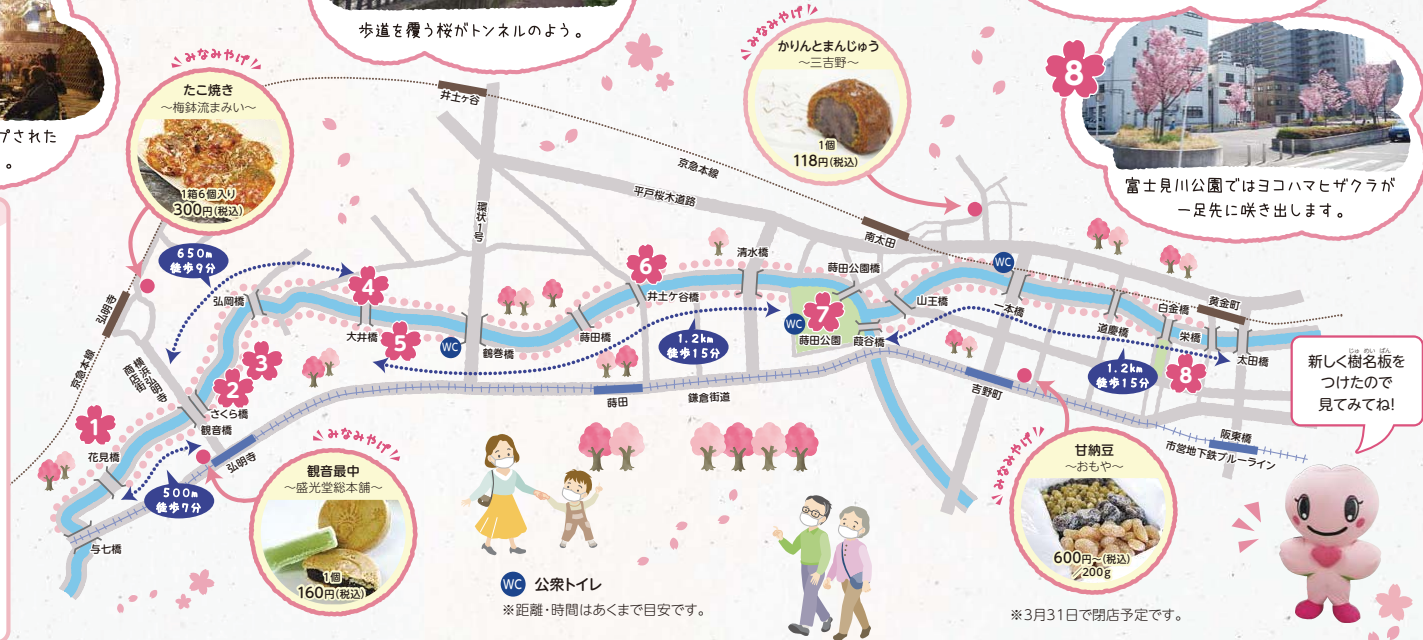 プされた
。
歩道を覆う桜がトンネルのよう。
みなみやげ
たこ焼き
～梅鉢流まみい～
1箱6個入り
300円(税込)
みなみやげ
かりんとまんじゅう
～三吉野～
1個
118円(税込)
8
富士見川公園ではヨコハマヒザクラが
一足先に咲き出します。
井土ヶ谷
京急本線
平戸桜木道路
環状1号
南太田
650m
徒歩9分
弘明寺
京急本線
横浜弘明寺
商店街
弘岡橋
4
大井橋
5
WC
鶴巻橋
蒔田橋
6
井土ヶ谷橋
清水橋
1.2km
徒歩15分
蒔田公園橋
WC
7
蒔田公園
葭谷橋
山王橋
WC
一本橋
道慶橋
白金橋
黄金町
栄橋
太田橋
1.2km
徒歩15分
8
1
2
3
さくら橋
観音橋
花見橋
弘明寺
500m
徒歩7分
与七橋
蒔田
鎌倉街道
吉野町
阪東橋
市営地下鉄ブルーライン
みなみやげ
観音最中
～盛光堂総本舗～
1個
160円(税込)
WC 公衆トイレ
※距離・時間はあくまで目安です。
みなみやげ
甘納豆
～おもや～
600円～(税込)
200g
※3月31日で閉店予定です。
じゅめいばん
新しく樹名板を
つけたので
見てみてね!